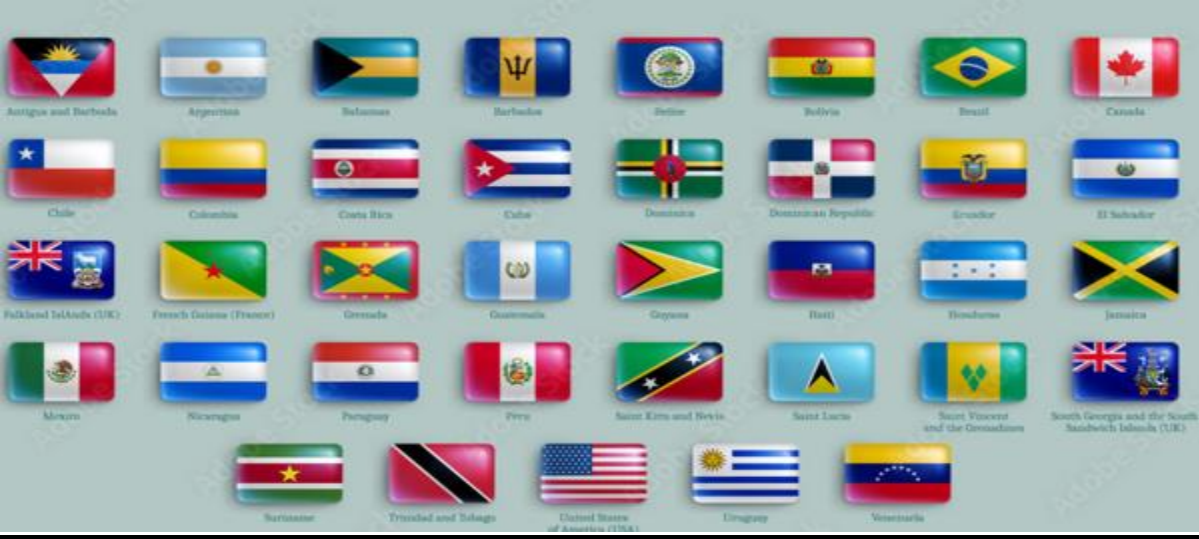 Antigua and Barbuda
Argentina
Bahamas
Barbados
Belize
Bolivia
Brazil
Canada
Chile
Colombia
Costa Rica
Cuba
Dominica
Dominican Republic
Ecuador
El Salvador
Falkland IslAnds (UK)
French Guiana (France)
Grenada
Guatemala
Guyana
Haiti
Honduras
Jamaica
Mexico
Nicaragua
Paraguay
Peru
Saint Kitts and Nevis
Saint Lucia
Saint Vincent
and the Grenadines
South Georgia and the South
Sandwich Islands (UK)
Suriname
Trinidad and Tobago
United States
of America (USA)
Uruguay
Venezuela